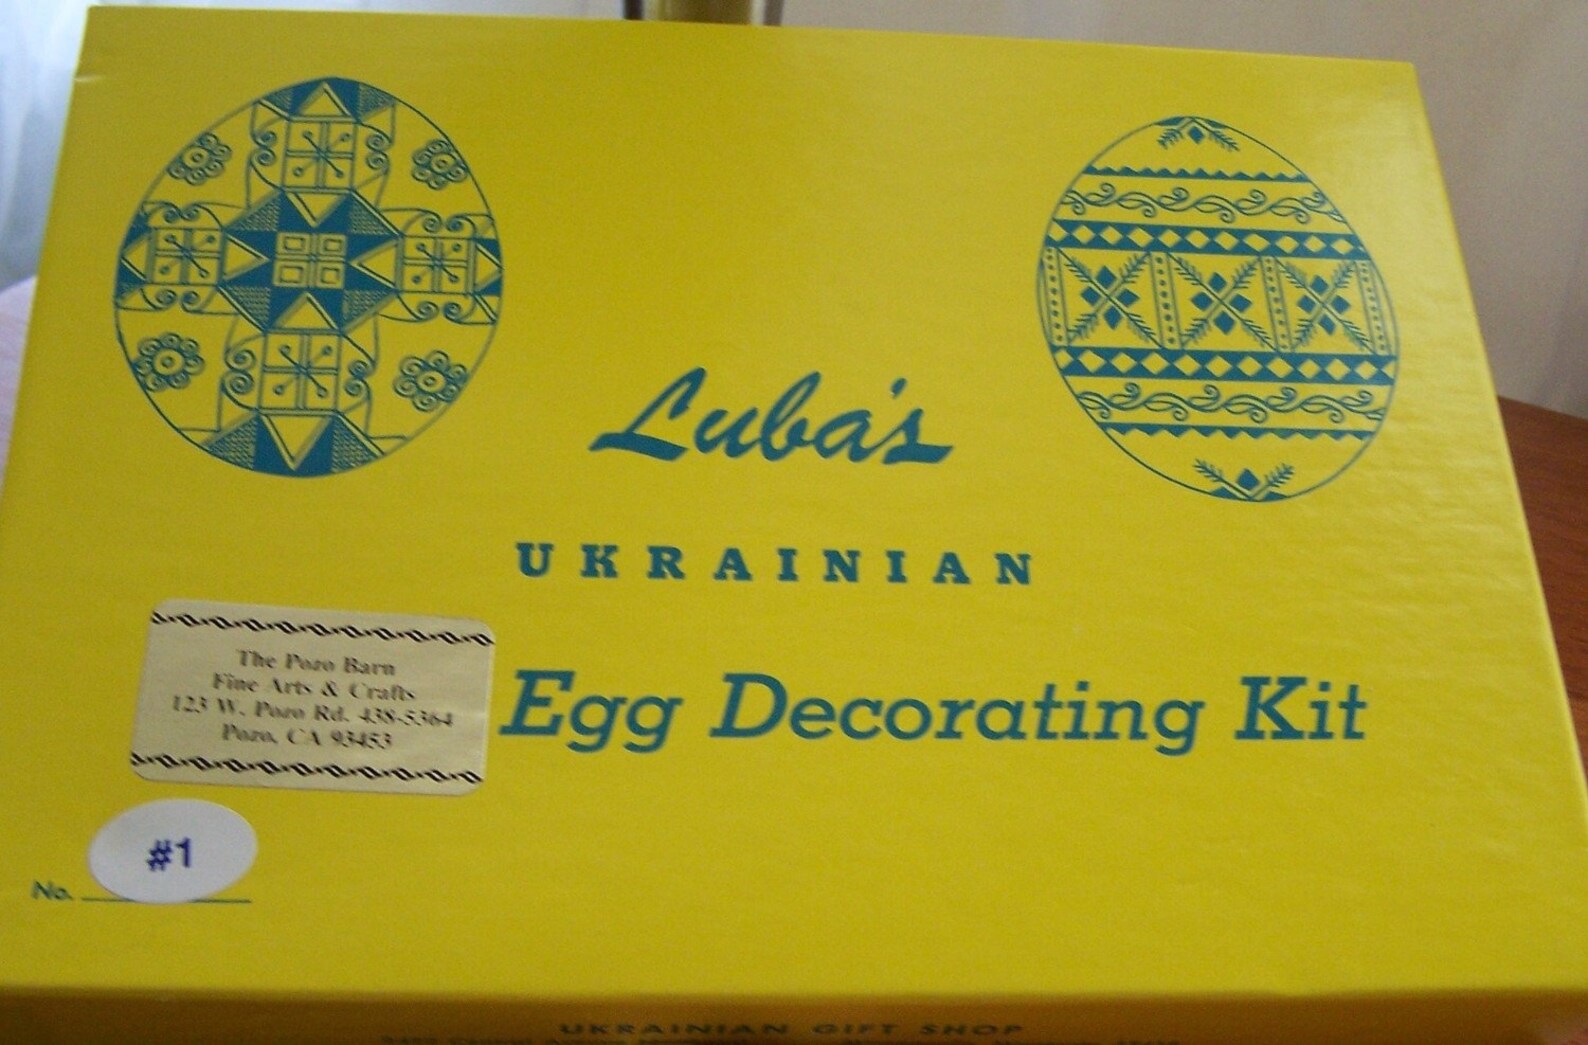 Luba's
UKRAINIAN
Egg Decorating Kit
The Pozo Barn
Fine Arts & Crafts
123 W. Pozo Rd. 438-5364
Pozo, CA 93453
#1
No.
UKRAINIAN GIFT SHOP